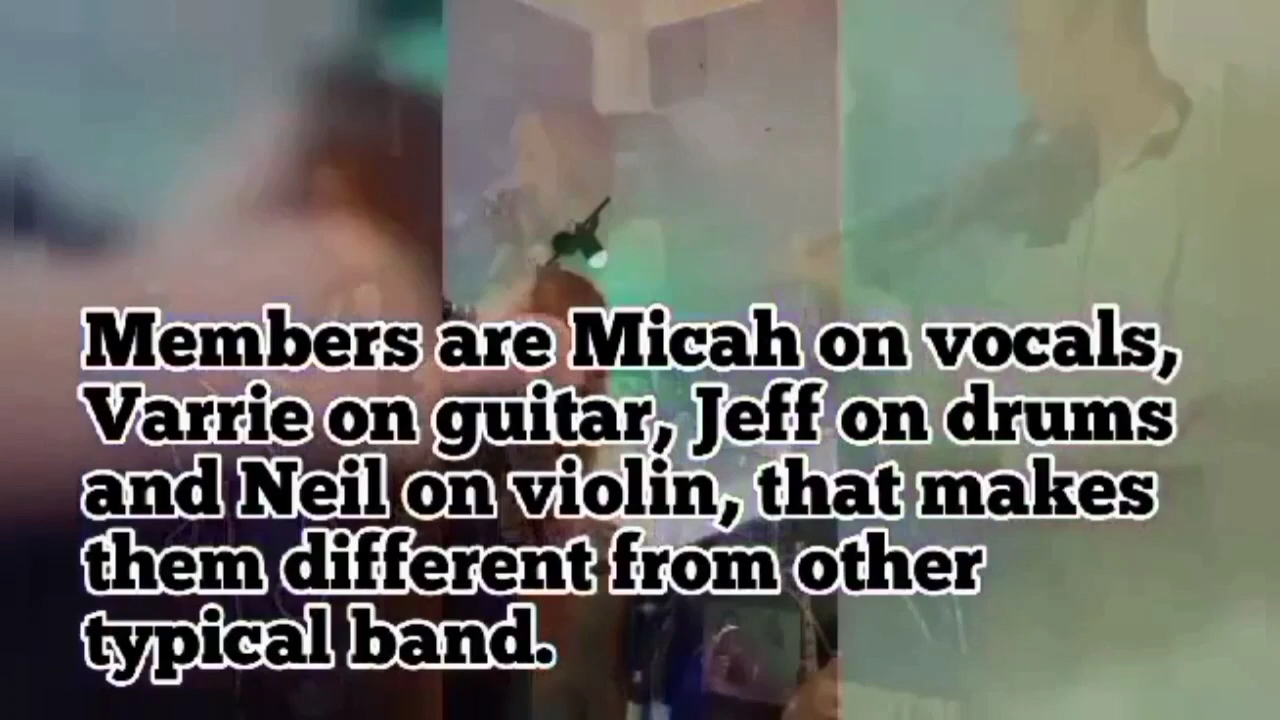 Members are Micah on vocals,
Varrie on guitar, Jeff on drums
and Neil on violin, that makes
them different from other
typical band.